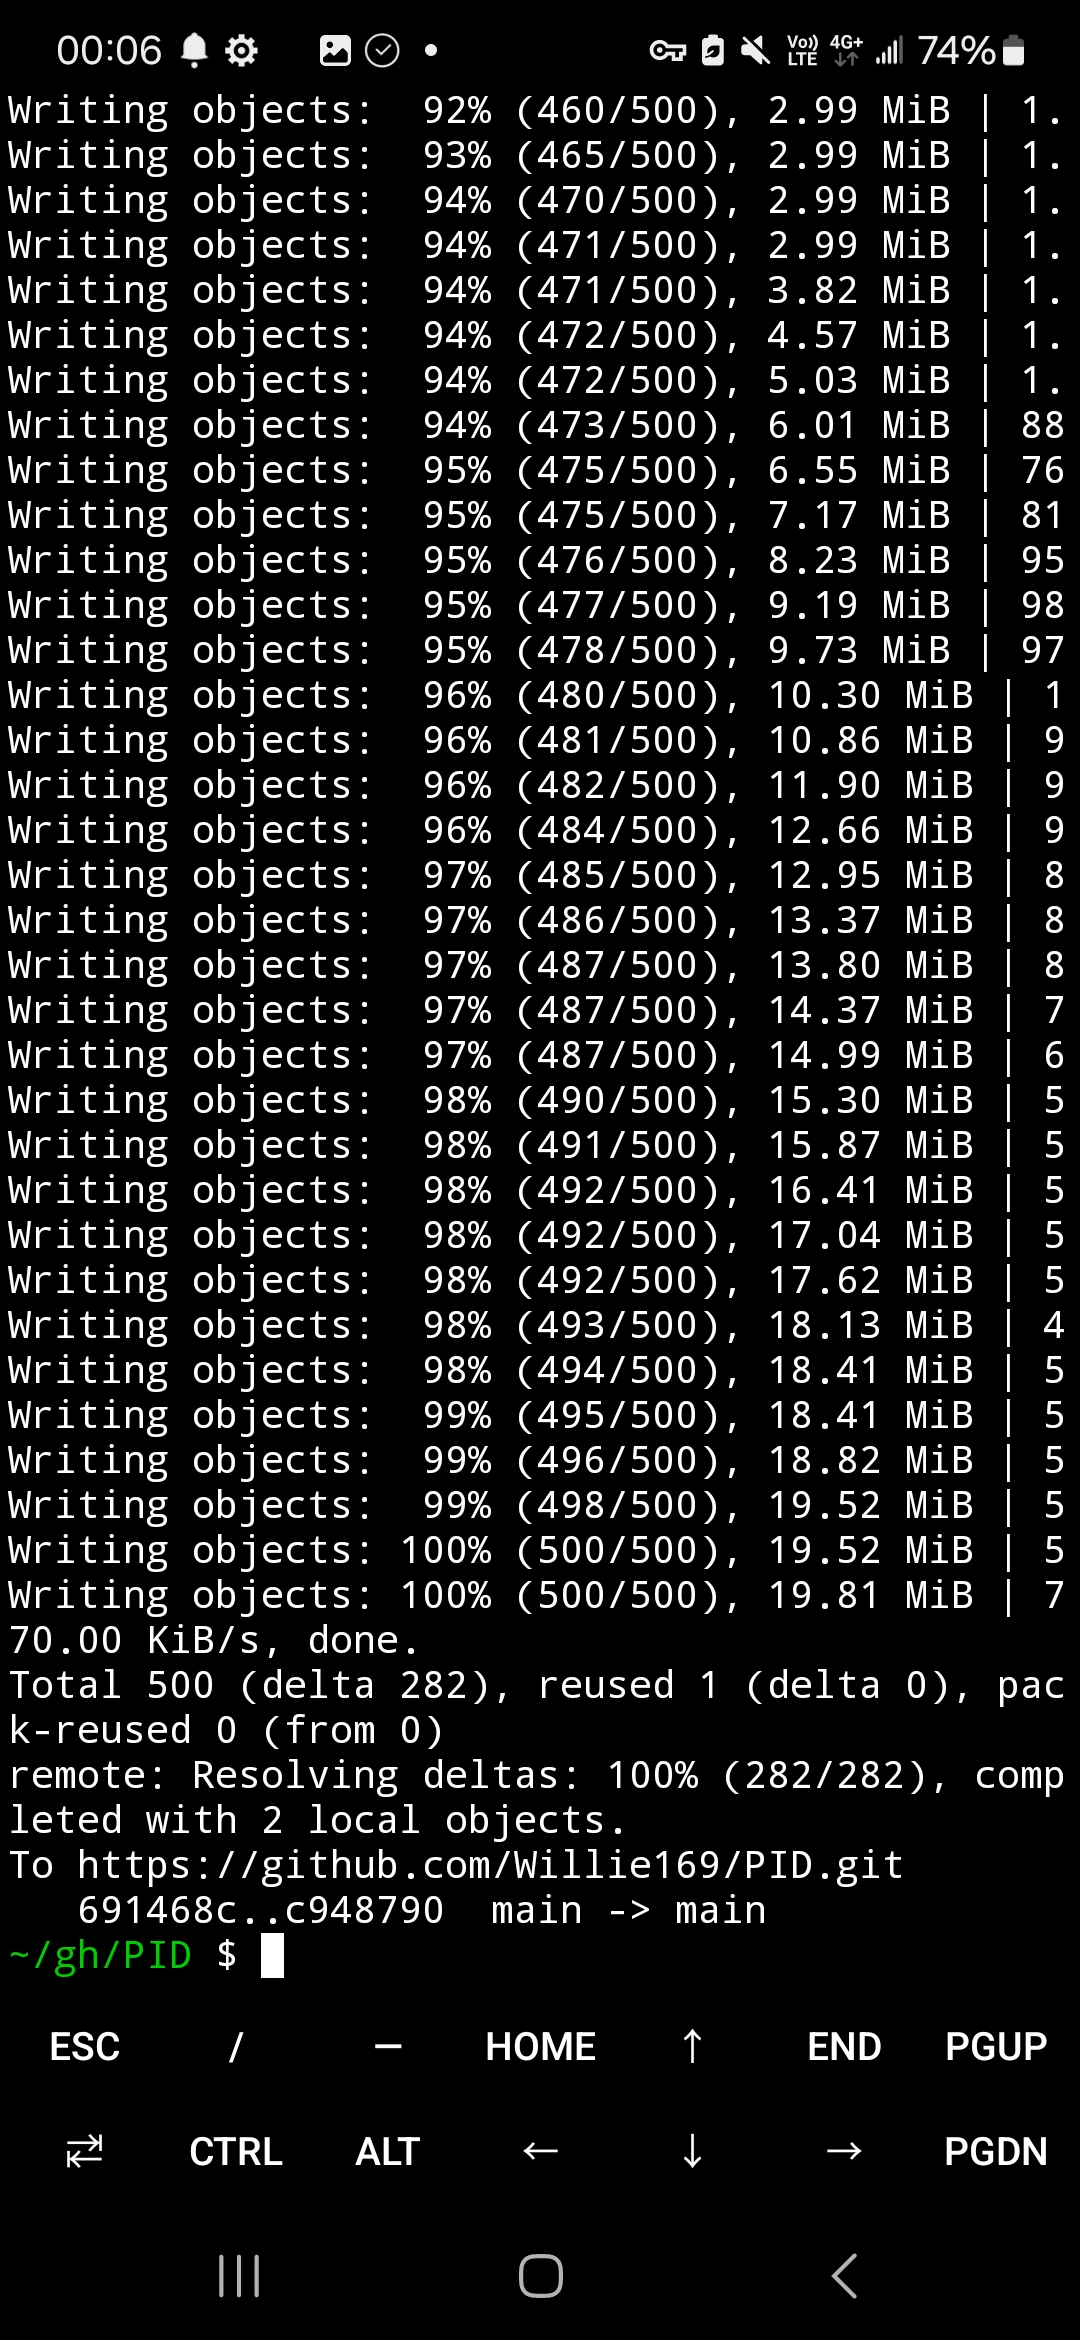 00:06 Vo)) LTE 4G+ 74%
Writing objects:  92% (460/500), 2.99 MiB | 1.
Writing objects:  93% (465/500), 2.99 MiB | 1.
Writing objects:  94% (470/500), 2.99 MiB | 1.
Writing objects:  94% (471/500), 2.99 MiB | 1.
Writing objects:  94% (471/500), 3.82 MiB | 1.
Writing objects:  94% (472/500), 4.57 MiB | 1.
Writing objects:  94% (472/500), 5.03 MiB | 1.
Writing objects:  94% (473/500), 6.01 MiB | 88
Writing objects:  95% (475/500), 6.55 MiB | 76
Writing objects:  95% (475/500), 7.17 MiB | 81
Writing objects:  95% (476/500), 8.23 MiB | 95
Writing objects:  95% (477/500), 9.19 MiB | 98
Writing objects:  95% (478/500), 9.73 MiB | 97
Writing objects:  96% (480/500), 10.30 MiB | 1
Writing objects:  96% (481/500), 10.86 MiB | 9
Writing objects:  96% (482/500), 11.90 MiB | 9
Writing objects:  96% (484/500), 12.66 MiB | 9
Writing objects:  97% (485/500), 12.95 MiB | 8
Writing objects:  97% (486/500), 13.37 MiB | 8
Writing objects:  97% (487/500), 13.80 MiB | 8
Writing objects:  97% (487/500), 14.37 MiB | 7
Writing objects:  97% (487/500), 14.99 MiB | 6
Writing objects:  98% (490/500), 15.30 MiB | 5
Writing objects:  98% (491/500), 15.87 MiB | 5
Writing objects:  98% (492/500), 16.41 MiB | 5
Writing objects:  98% (492/500), 17.04 MiB | 5
Writing objects:  98% (492/500), 17.62 MiB | 5
Writing objects:  98% (493/500), 18.13 MiB | 4
Writing objects:  98% (494/500), 18.41 MiB | 5
Writing objects:  99% (495/500), 18.41 MiB | 5
Writing objects:  99% (496/500), 18.82 MiB | 5
Writing objects:  99% (498/500), 19.52 MiB | 5
Writing objects: 100% (500/500), 19.52 MiB | 5
Writing objects: 100% (500/500), 19.81 MiB | 7
70.00 KiB/s, done.
Total 500 (delta 282), reused 1 (delta 0), pac
k-reused 0 (from 0)
remote: Resolving deltas: 100% (282/282), comp
leted with 2 local objects.
To https://github.com/Willie169/PID.git
   691468c..c948790  main -> main
~/gh/PID $
ESC / — HOME ↑ END PGUP
CTRL ALT ← ↓ → PGDN